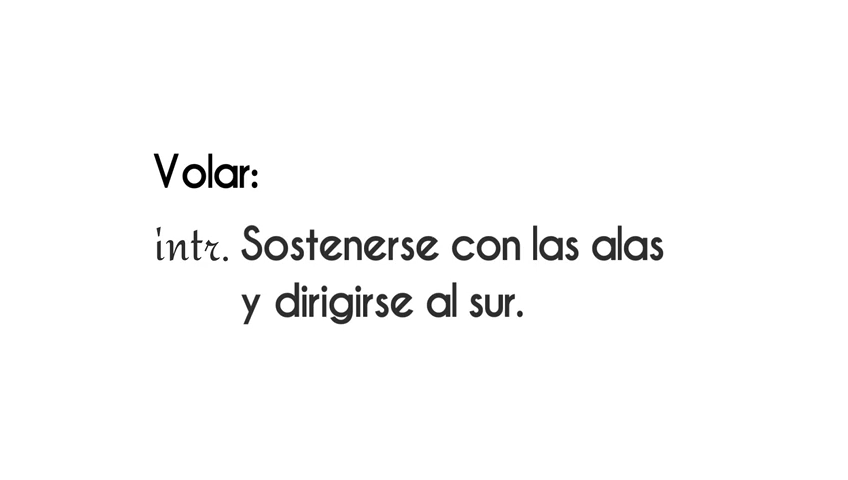 Volar:
intr. Sostenerse con las alas
y dirigirse al sur.